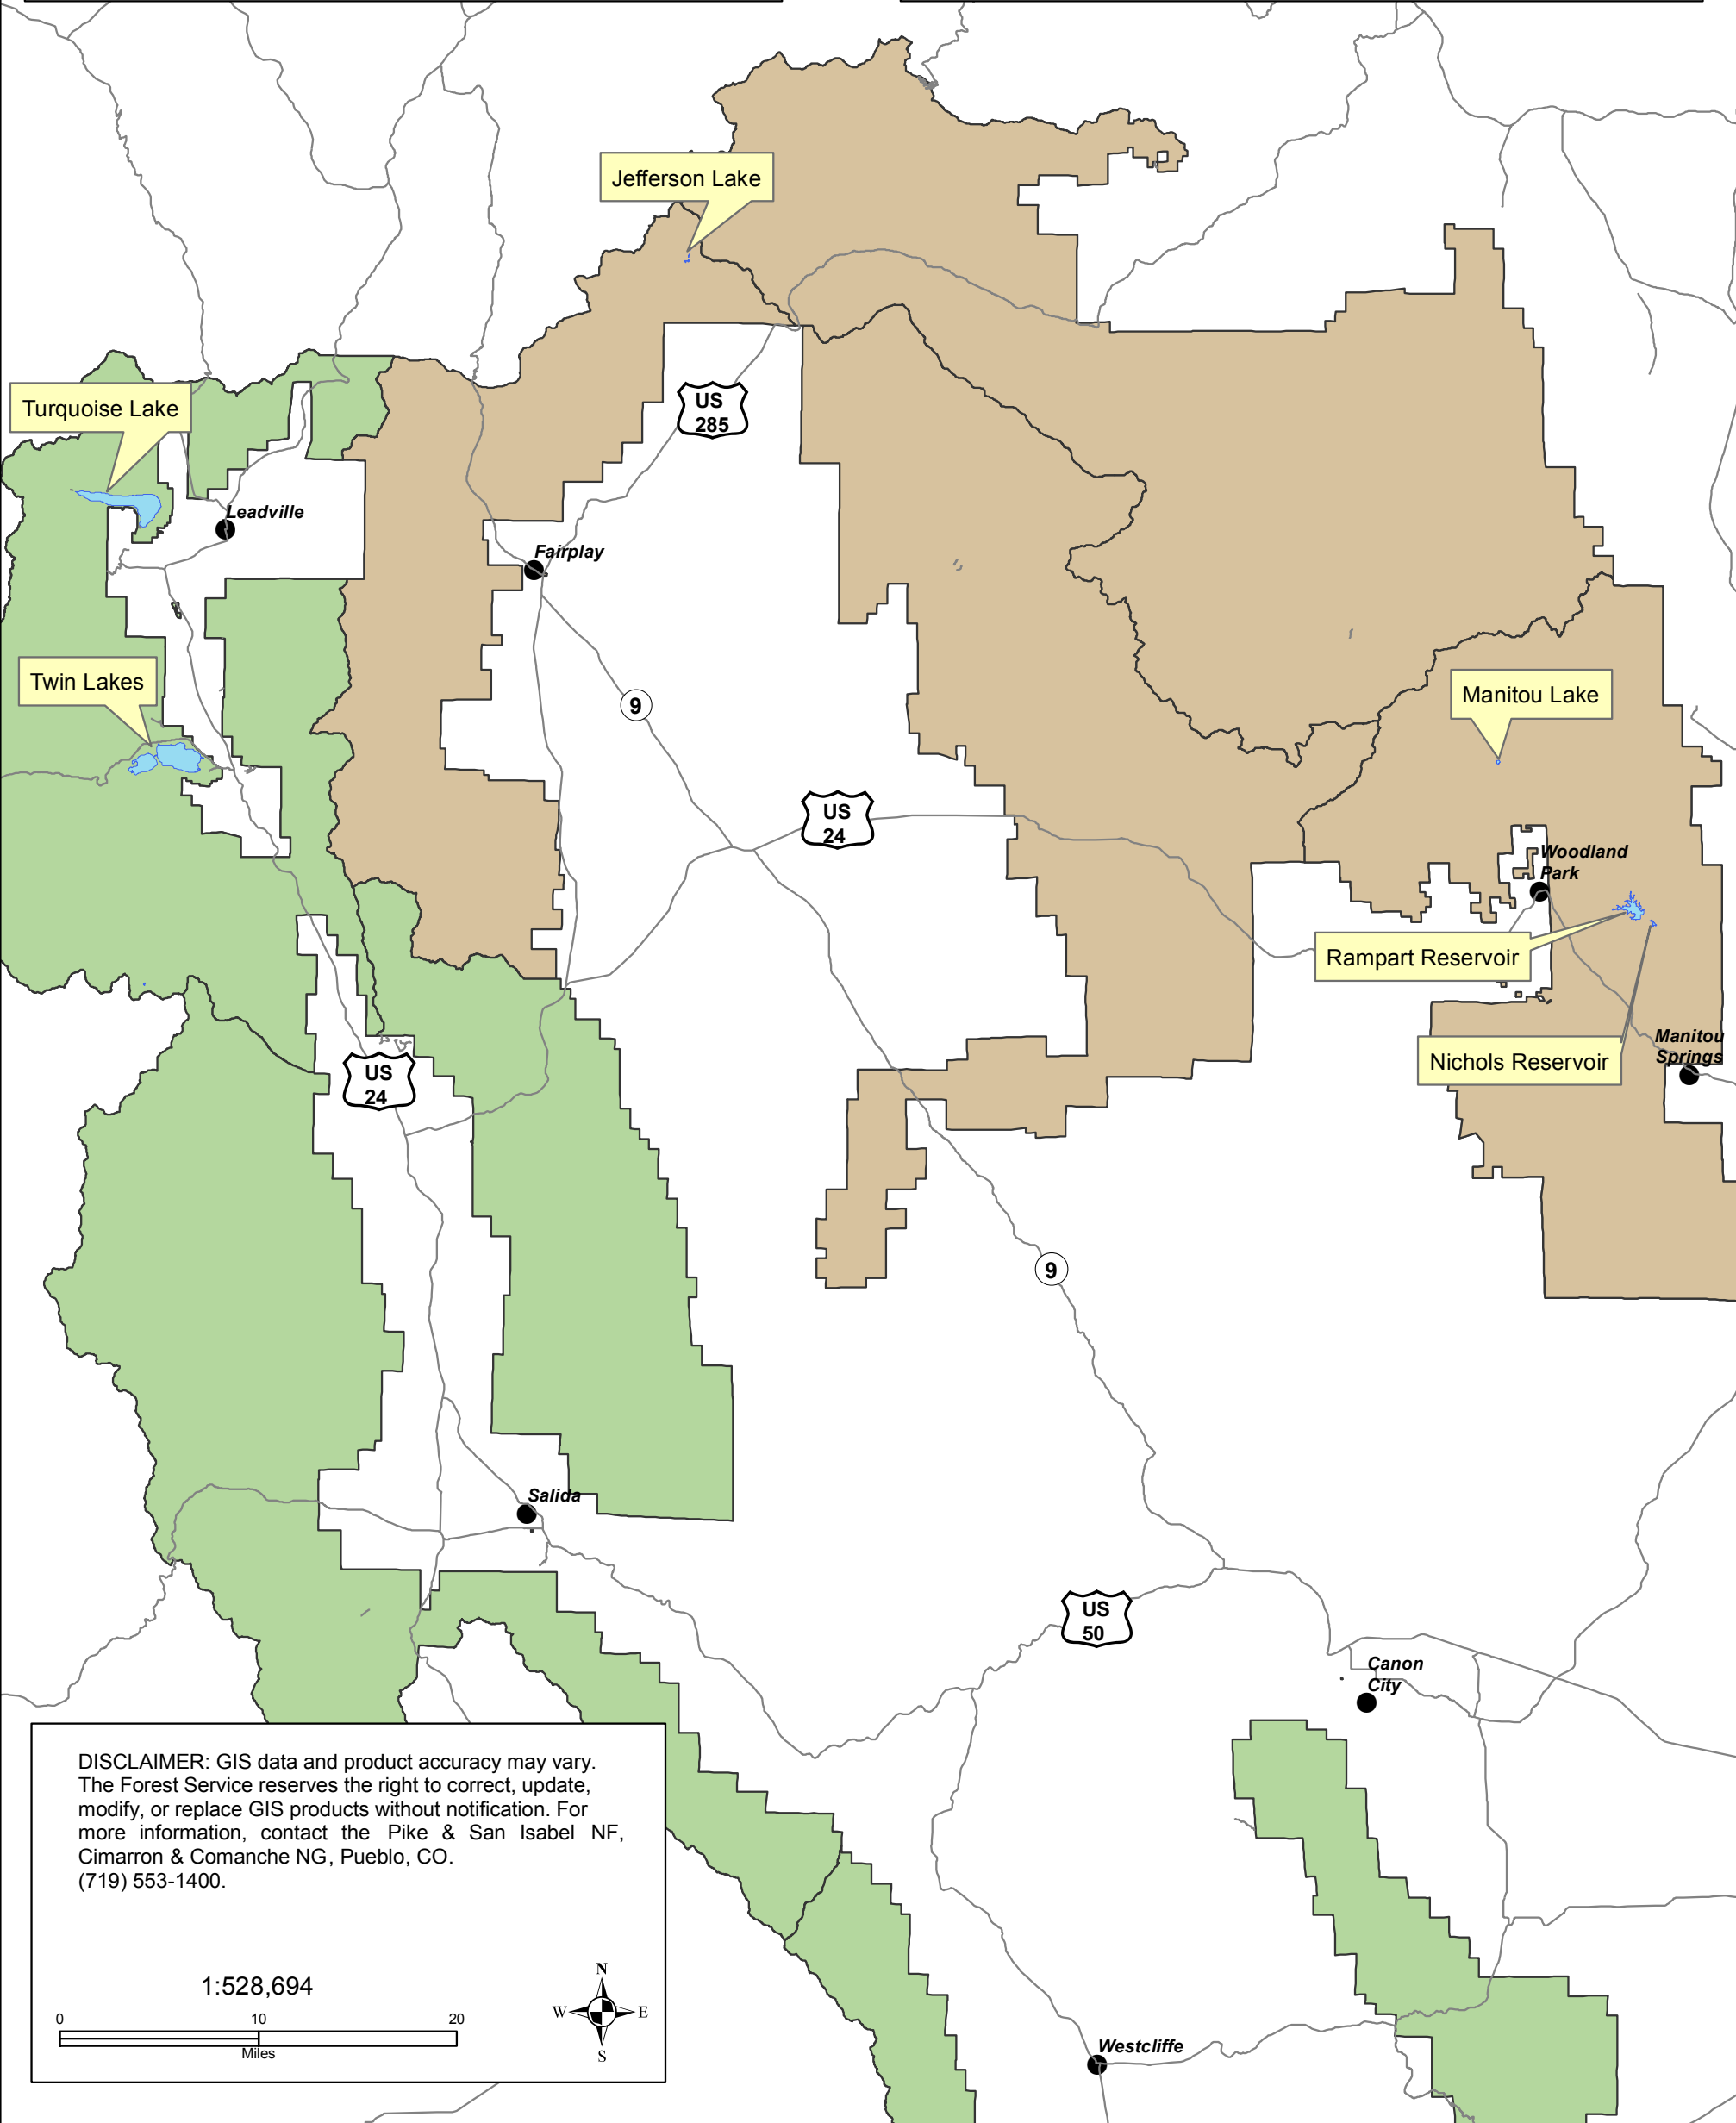 Jefferson Lake
US
285
Turquoise Lake
Leadville
Fairplay
Twin Lakes
9
Manitou Lake
US
24
Woodland
Park
Rampart Reservoir
Manitou
Springs
Nichols Reservoir
US
24
9
Salida
US
50
Canon
City
DISCLAIMER: GIS data and product accuracy may vary.
The Forest Service reserves the right to correct, update,
modify, or replace GIS products without notification. For
more information, contact the Pike & San Isabel NF,
Cimarron & Comanche NG, Pueblo, CO.
(719) 553-1400.
1:528,694
0 10 20
Miles
N
W E
S
Westcliffe